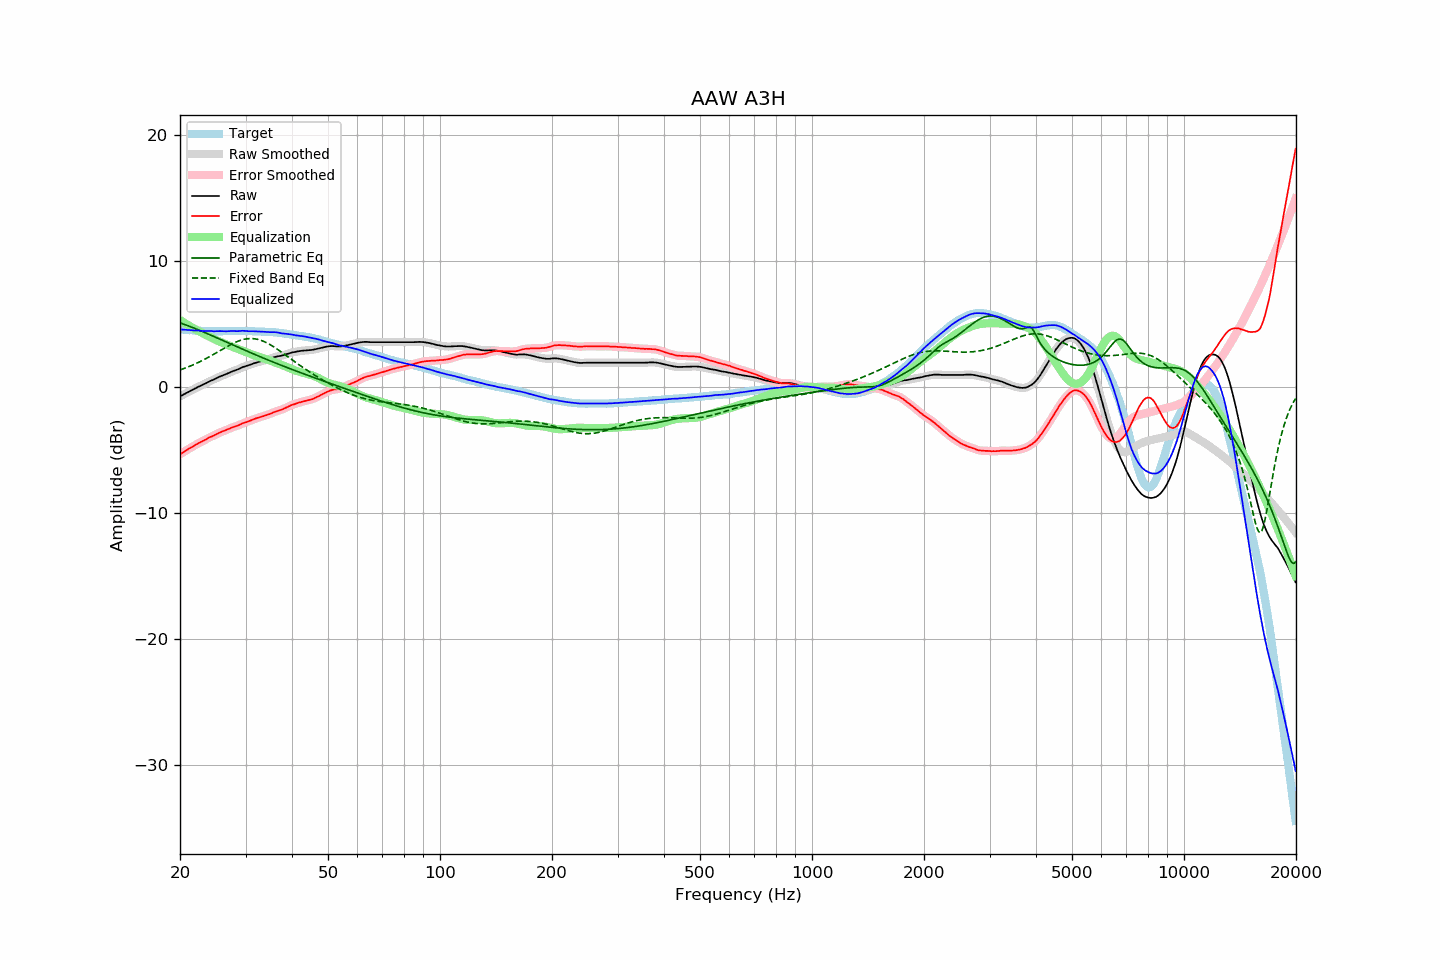 AAW A3H
Target
Raw Smoothed
Error Smoothed
Raw
Error
Equalization
Parametric Eq
Fixed Band Eq
Equalized
20
10
0
−10
−20
−30
Amplitude (dBr)
20 50 100 200 500 1000 2000 5000 10000 20000
Frequency (Hz)